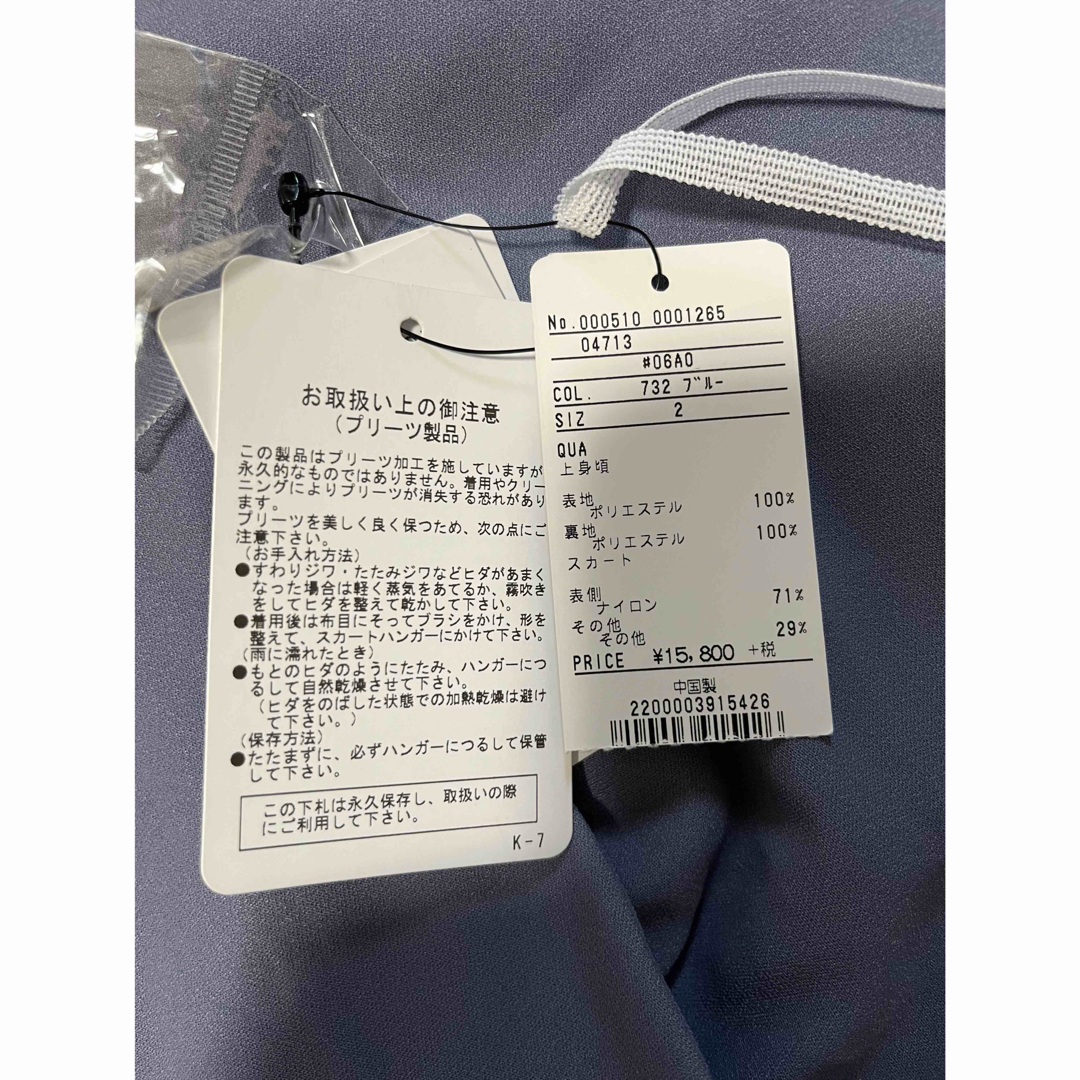 お取扱い上の御注意
(プリーツ製品)
この製品はプリーツ加工を施していますが
永久的なものではありません。着用やクリー
ニングによりプリーツが消失する恐れがあり
ます。
プリーツを美しく良く保つため、次の点にご
注意下さい。
(お手入れ方法)
●すわりジワ・たたみジワなどヒダがあまく
なった場合は軽く蒸気をあてるか、霧吹き
をしてヒダを整えて乾かして下さい。
●着用後は布目にそってブラシをかけ、形を
整えて、スカートハンガーにかけて下さい。
(雨に濡れたとき)
●もとのヒダのようにたたみ、ハンガーにつ
るして自然乾燥させて下さい。
(ヒダをのばした状態での加熱乾燥は避け
て下さい。)
(保存方法)
●たたまずに、必ずハンガーにつるして保管
して下さい。
この下札は永久保存し、取扱いの際
にご利用して下さい。
K-7
No.000510 0001265
04713
#06A0
COL. 732 ブルー
SIZ 2
QUA
上身頃
表地
ポリエステル 100%
裏地
ポリエステル 100%
スカート
表側
ナイロン 71%
その他
その他 29%
PRICE ¥15,800 +税
中国製
2200003915426